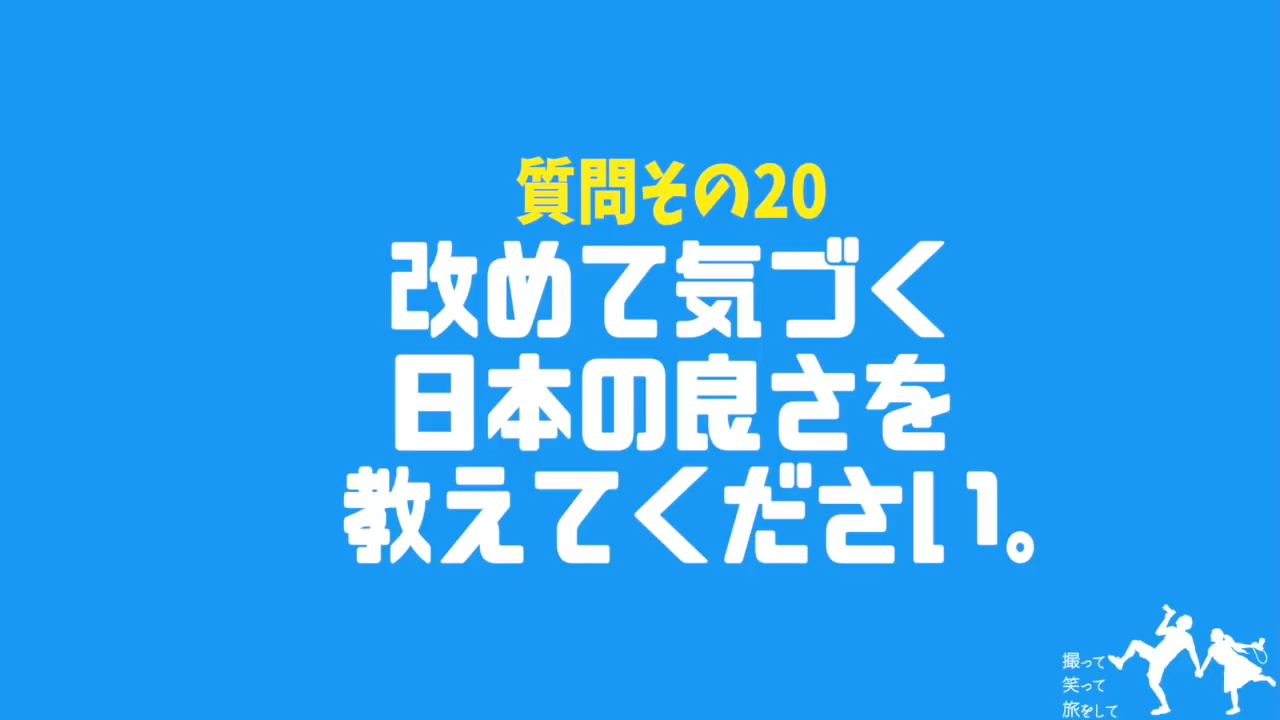 質問その20
改めて気づく
日本の良さを
教えてください。
撮って
笑って
旅をして